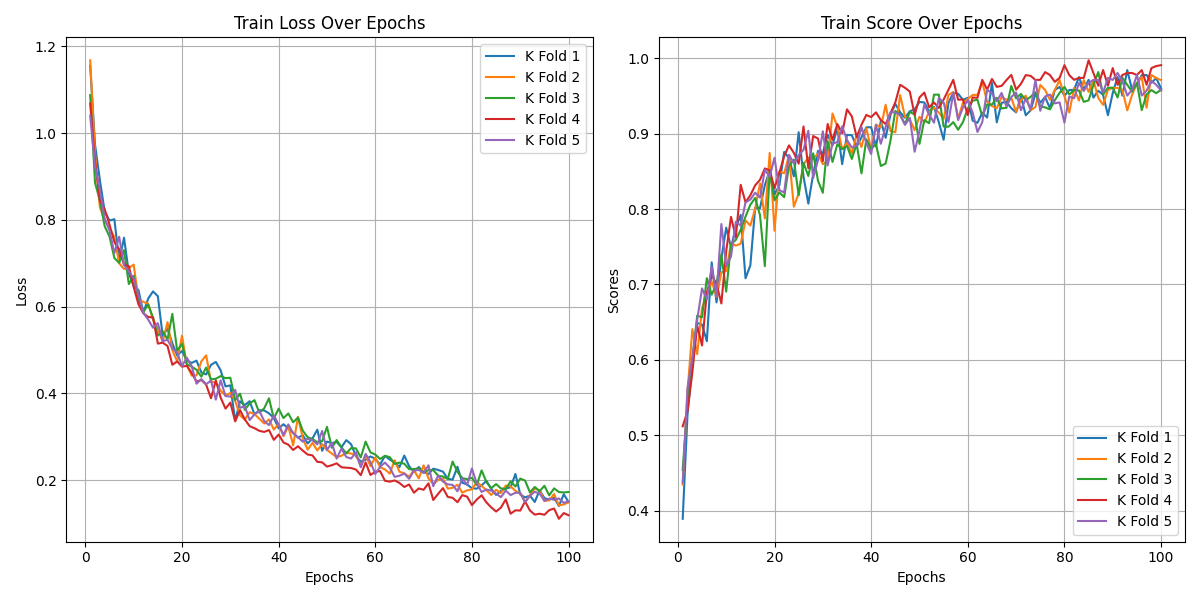 Train Loss Over Epochs
1.2
1.0
0.8
0.6
0.4
0.2
Loss
0 20 40 60 80 100
Epochs
K Fold 1
K Fold 2
K Fold 3
K Fold 4
K Fold 5
Train Score Over Epochs
1.0
0.9
0.8
0.7
0.6
0.5
0.4
Scores
0 20 40 60 80 100
Epochs
K Fold 1
K Fold 2
K Fold 3
K Fold 4
K Fold 5